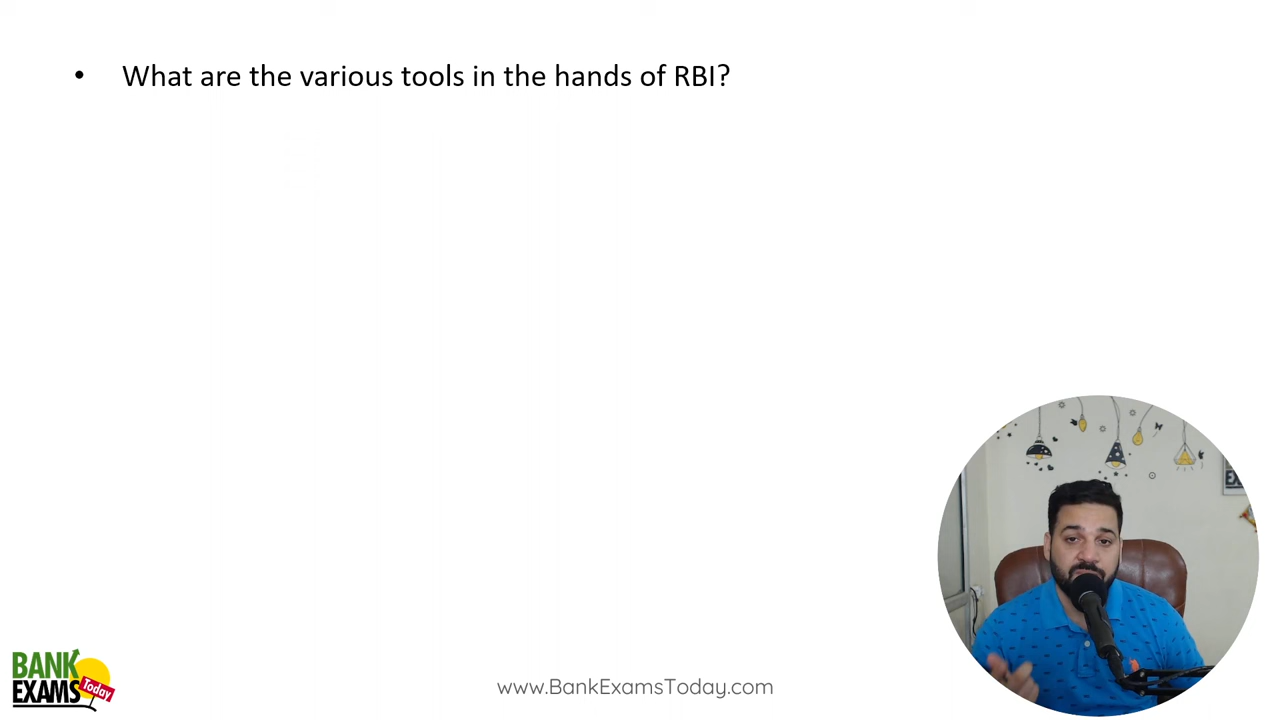 • What are the various tools in the hands of RBI?
BANK
EXAMS
Today
www.BankExamsToday.com